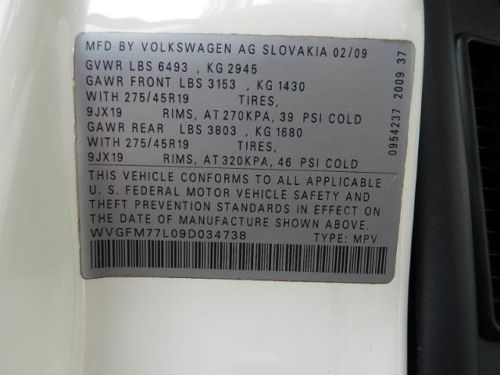 MFD BY VOLKSWAGEN AG SLOVAKIA 02/09
GVWR LBS 6493 , KG 2945
GAWR FRONT LBS 3153 , KG 1430
WITH 275/45R19 TIRES,
9JX19 RIMS, AT 270KPA, 39 PSI COLD
GAWR REAR LBS 3803 , KG 1680
WITH 275/45R19 TIRES,
9JX19 RIMS, AT 320KPA, 46 PSI COLD
THIS VEHICLE CONFORMS TO ALL APPLICABLE
U.S. FEDERAL MOTOR VEHICLE SAFETY AND
THEFT PREVENTION STANDARDS IN EFFECT ON
THE DATE OF MANUFACTURE SHOWN ABOVE.
WVGFM77L09D034738 TYPE: MPV
0954237 2009 37